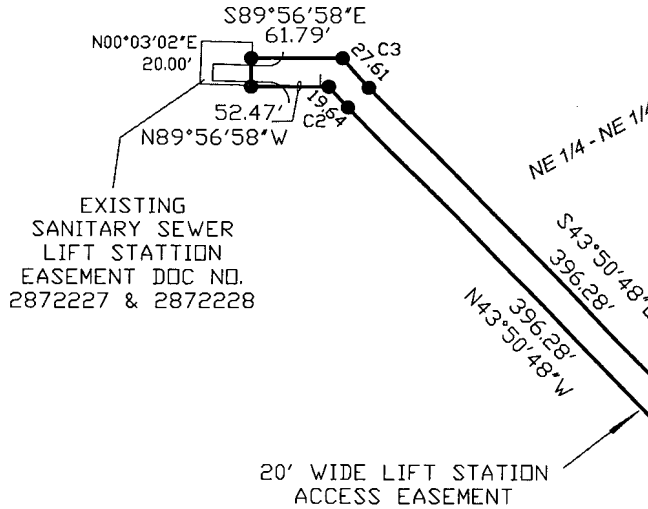 S89°56'58"E
61.79'
N00°03'02"E
20.00'
27.61
C3
52.47'
19.64
C2
N89°56'58"W
NE 1/4 - NE 1/4
EXISTING
SANITARY SEWER
LIFT STATTION
EASEMENT DOC NO.
2872227 & 2872228
S43°50'48"E
396.28'
396.28'
N43°50'48"W
20' WIDE LIFT STATION
ACCESS EASEMENT